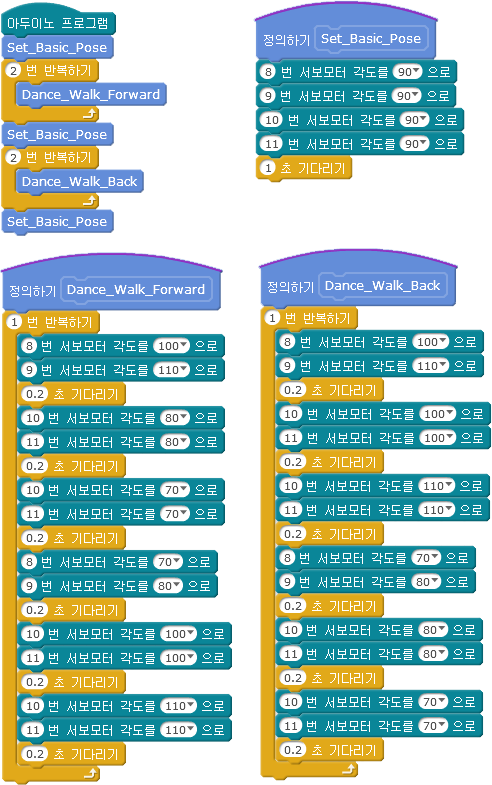 아두이노 프로그램
Set_Basic_Pose
2 번 반복하기
Dance_Walk_Forward
Set_Basic_Pose
2 번 반복하기
Dance_Walk_Back
Set_Basic_Pose
정의하기 Set_Basic_Pose
8 번 서보모터 각도를 90 으로
9 번 서보모터 각도를 90 으로
10 번 서보모터 각도를 90 으로
11 번 서보모터 각도를 90 으로
1 초 기다리기
정의하기 Dance_Walk_Forward
1 번 반복하기
8 번 서보모터 각도를 100 으로
9 번 서보모터 각도를 110 으로
0.2 초 기다리기
10 번 서보모터 각도를 80 으로
11 번 서보모터 각도를 80 으로
0.2 초 기다리기
10 번 서보모터 각도를 70 으로
11 번 서보모터 각도를 70 으로
0.2 초 기다리기
8 번 서보모터 각도를 70 으로
9 번 서보모터 각도를 80 으로
0.2 초 기다리기
10 번 서보모터 각도를 100 으로
11 번 서보모터 각도를 100 으로
0.2 초 기다리기
10 번 서보모터 각도를 110 으로
11 번 서보모터 각도를 110 으로
0.2 초 기다리기
정의하기 Dance_Walk_Back
1 번 반복하기
8 번 서보모터 각도를 100 으로
9 번 서보모터 각도를 110 으로
0.2 초 기다리기
10 번 서보모터 각도를 100 으로
11 번 서보모터 각도를 100 으로
0.2 초 기다리기
10 번 서보모터 각도를 110 으로
11 번 서보모터 각도를 110 으로
0.2 초 기다리기
8 번 서보모터 각도를 70 으로
9 번 서보모터 각도를 80 으로
0.2 초 기다리기
10 번 서보모터 각도를 80 으로
11 번 서보모터 각도를 80 으로
0.2 초 기다리기
10 번 서보모터 각도를 70 으로
11 번 서보모터 각도를 70 으로
0.2 초 기다리기